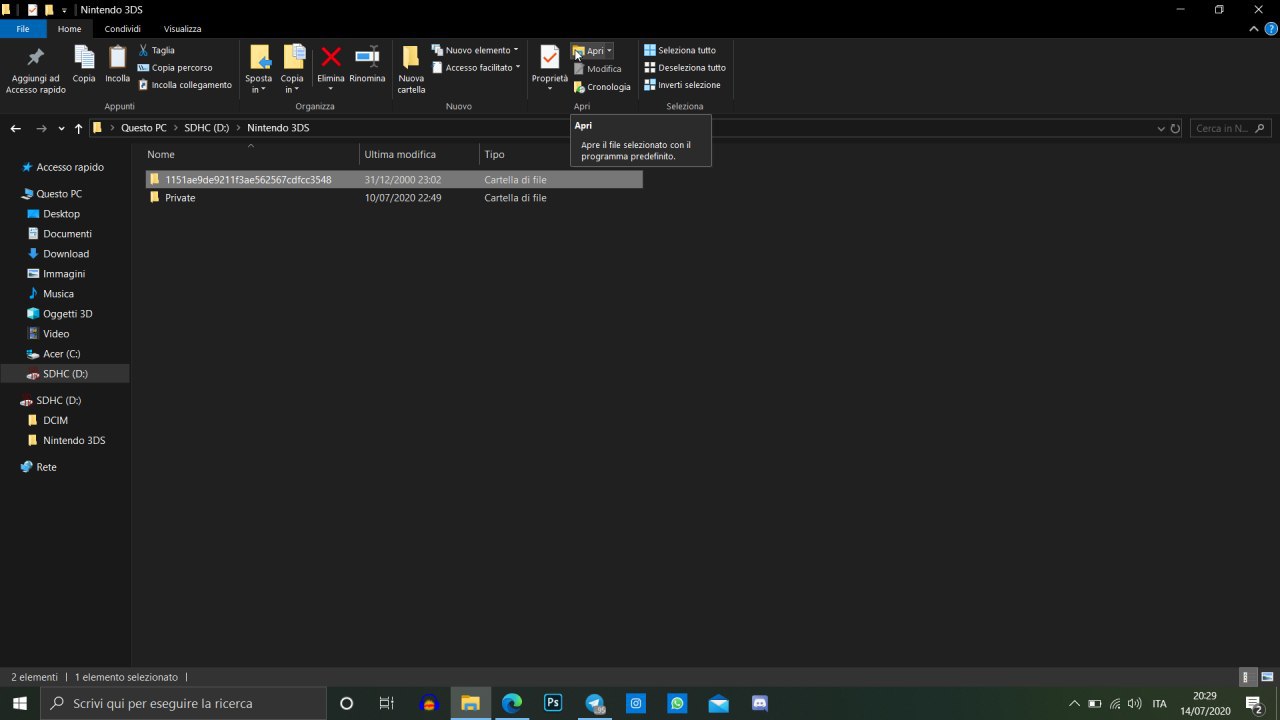 Nintendo 3DS
File Home Condividi Visualizza
Aggiungi ad Accesso rapido
Copia
Incolla
Taglia
Copia percorso
Incolla collegamento
Appunti
Sposta in
Copia in
Elimina
Rinomina
Organizza
Nuova cartella
Nuovo elemento
Accesso facilitato
Nuovo
Proprietà
Apri
Modifica
Cronologia
Apri
Seleziona tutto
Deseleziona tutto
Inverti selezione
Seleziona
Questo PC > SDHC (D:) > Nintendo 3DS
Cerca in N...
Apri
Apre il file selezionato con il
programma predefinito.
Nome Ultima modifica Tipo
1151ae9de9211f3ae562567cdfcc3548 31/12/2000 23:02 Cartella di file
Private 10/07/2020 22:49 Cartella di file
Accesso rapido
Questo PC
Desktop
Documenti
Download
Immagini
Musica
Oggetti 3D
Video
Acer (C:)
SDHC (D:)
SDHC (D:)
DCIM
Nintendo 3DS
Rete
2 elementi 1 elemento selezionato
Scrivi qui per eseguire la ricerca
Ps
ITA
20:29
14/07/2020
2